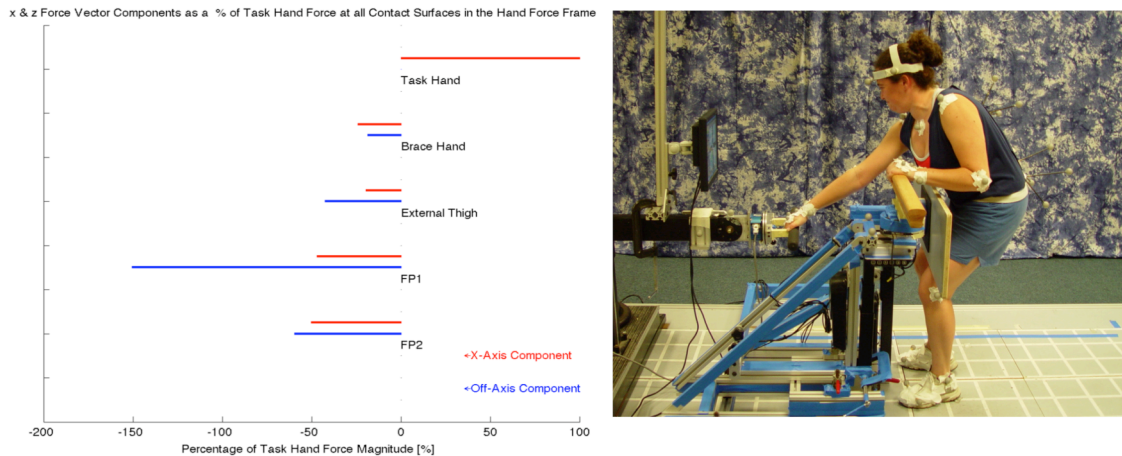 x & z Force Vector Components as a % of Task Hand Force at all Contact Surfaces in the Hand Force Frame
Task Hand
Brace Hand
External Thigh
FP1
FP2
←X-Axis Component
←Off-Axis Component
-200 -150 -100 -50 0 50 100
Percentage of Task Hand Force Magnitude [%]